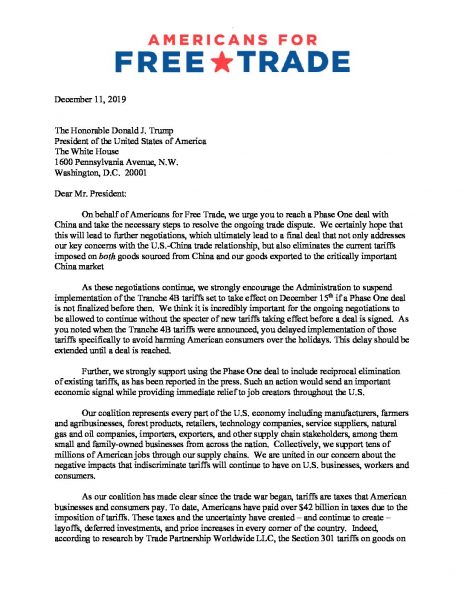 AMERICANS FOR
FREE TRADE
December 11, 2019
The Honorable Donald J. Trump
President of the United States of America
The White House
1600 Pennsylvania Avenue, N.W.
Washington, D.C. 20001
Dear Mr. President:
On behalf of Americans for Free Trade, we urge you to reach a Phase One deal with
China and take the necessary steps to resolve the ongoing trade dispute. We certainly hope that
this will lead to further negotiations, which ultimately lead to a final deal that not only addresses
our key concerns with the U.S.-China trade relationship, but also eliminates the current tariffs
imposed on both goods sourced from China and our goods exported to the critically important
China market
As these negotiations continue, we strongly encourage the Administration to suspend
implementation of the Tranche 4B tariffs set to take effect on December 15th if a Phase One deal
is not finalized before then. We think it is incredibly important for the ongoing negotiations to
be allowed to continue without the specter of new tariffs taking effect before a deal is signed. As
you noted when the Tranche 4B tariffs were announced, you delayed implementation of those
tariffs specifically to avoid harming American consumers over the holidays. This delay should be
extended until a deal is reached.
Further, we strongly support using the Phase One deal to include reciprocal elimination
of existing tariffs, as has been reported in the press. Such an action would send an important
economic signal while providing immediate relief to job creators throughout the U.S.
Our coalition represents every part of the U.S. economy including manufacturers, farmers
and agribusinesses, forest products, retailers, technology companies, service suppliers, natural
gas and oil companies, importers, exporters, and other supply chain stakeholders, among them
small and family-owned businesses from across the nation. Collectively, we support tens of
millions of American jobs through our supply chains. We are united in our concern about the
negative impacts that indiscriminate tariffs will continue to have on U.S. businesses, workers and
consumers.
As our coalition has made clear since the trade war began, tariffs are taxes that American
businesses and consumers pay. To date, Americans have paid over $42 billion in taxes due to the
imposition of tariffs. These taxes and the uncertainty have created – and continue to create –
layoffs, deferred investments, and price increases in every corner of the country. Indeed,
according to research by Trade Partnership Worldwide LLC, the Section 301 tariffs on goods on